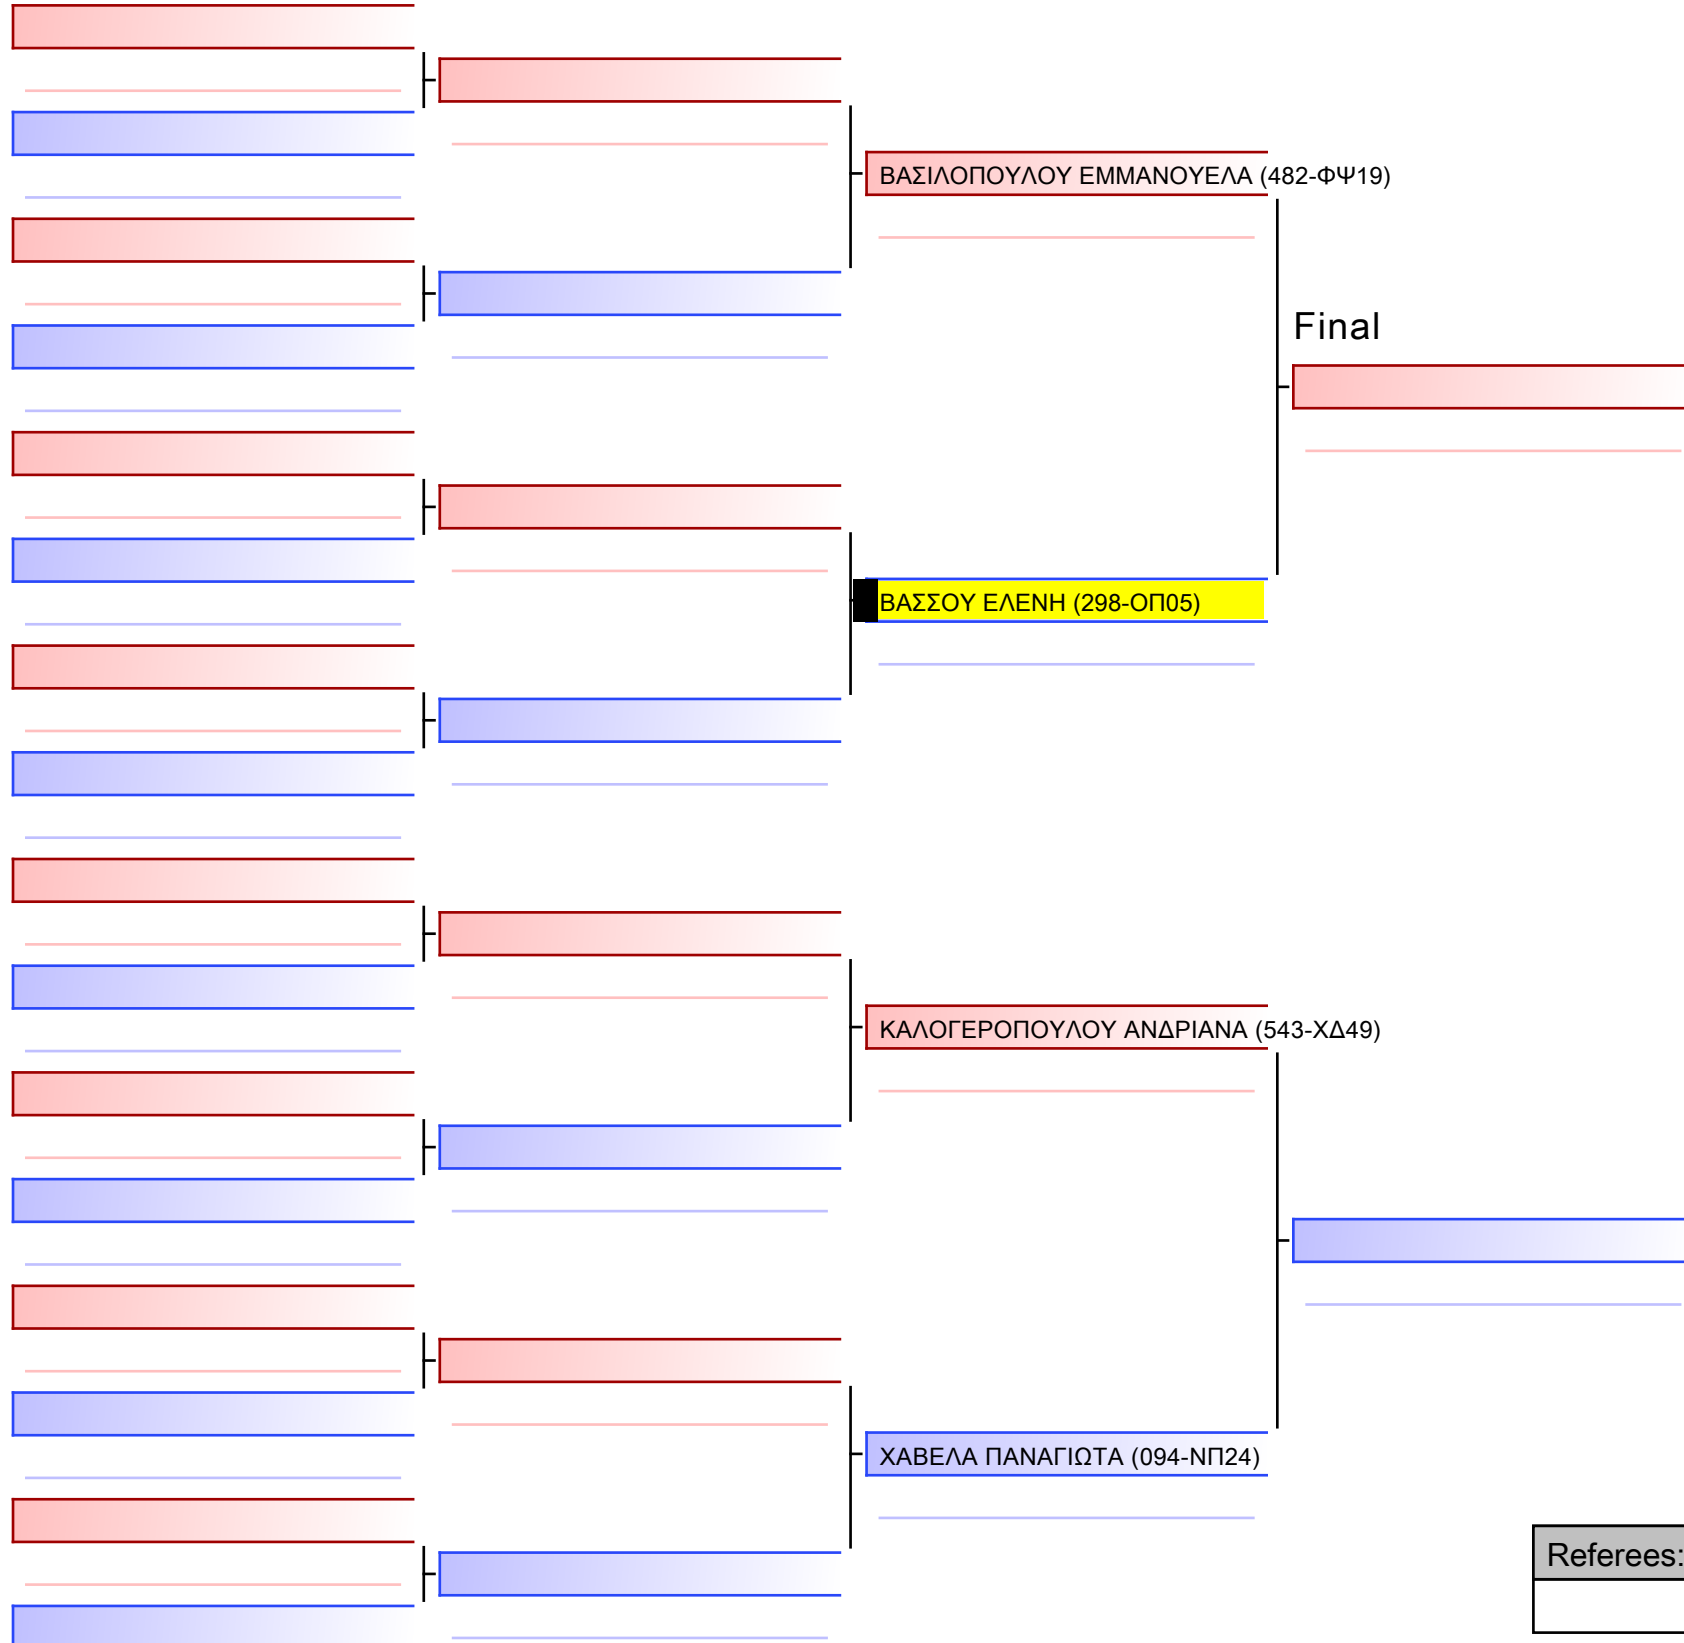 ΒΑΣΙΛΟΠΟΥΛΟΥ ΕΜΜΑΝΟΥΕΛΑ (482-ΦΨ19)
Final
ΒΑΣΣΟΥ ΕΛΕΝΗ (298-ΟΠ05)
ΚΑΛΟΓΕΡΟΠΟΥΛΟΥ ΑΝΔΡΙΑΝΑ (543-ΧΔ49)
ΧΑΒΕΛΑ ΠΑΝΑΓΙΩΤΑ (094-ΝΠ24)
Referees: